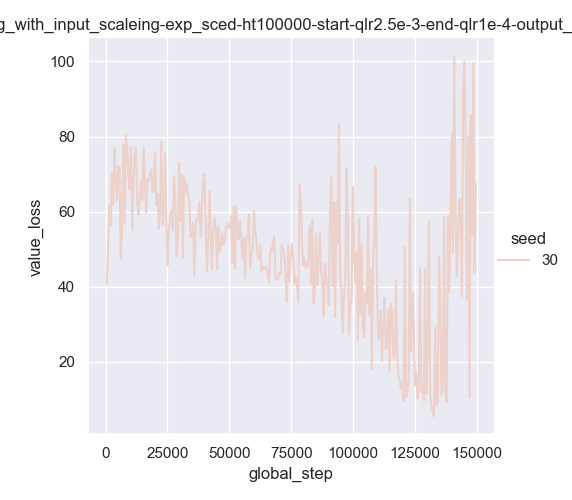 g_with_input_scaleing-exp_sced-ht100000-start-qlr2.5e-3-end-qlr1e-4-output_
100
80
60
40
20
value_loss
seed
30
0 25000 50000 75000 100000 125000 150000
global_step